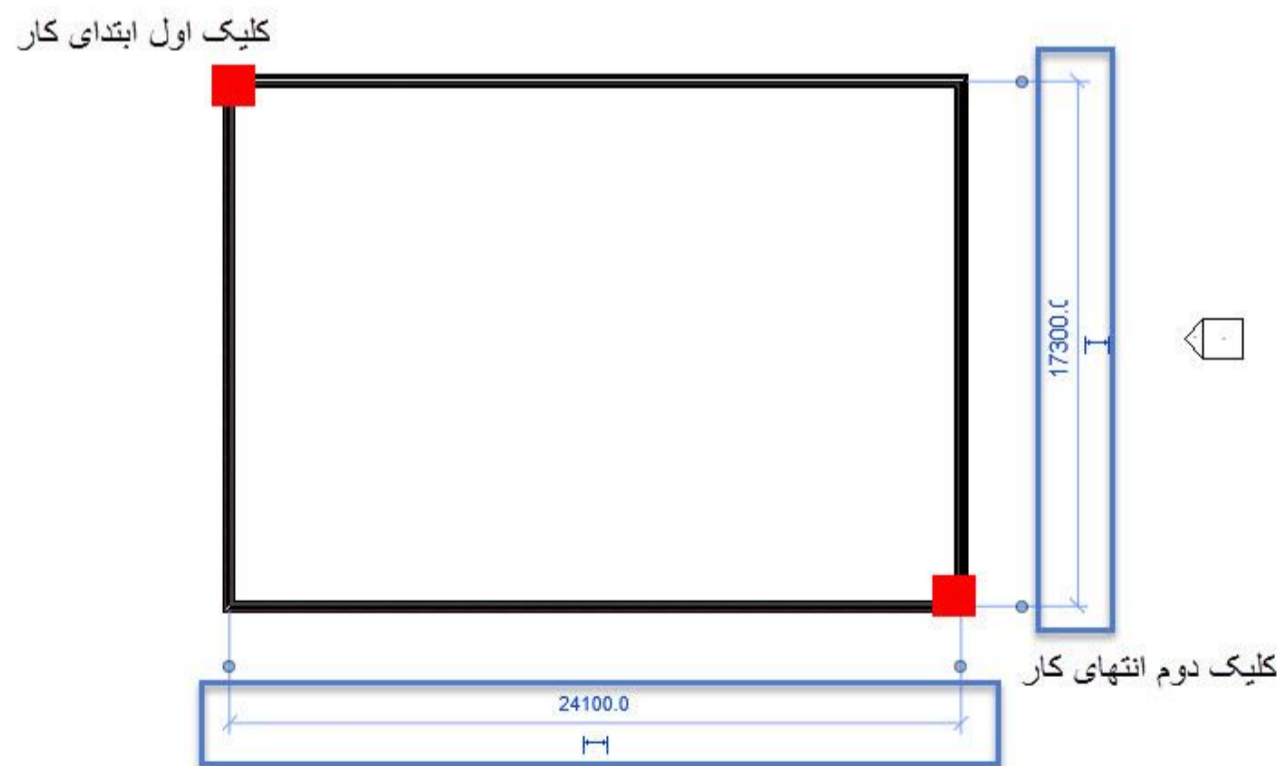 کلیک اول ابتدای کار
17300.0
کلیک دوم انتهای کار
24100.0